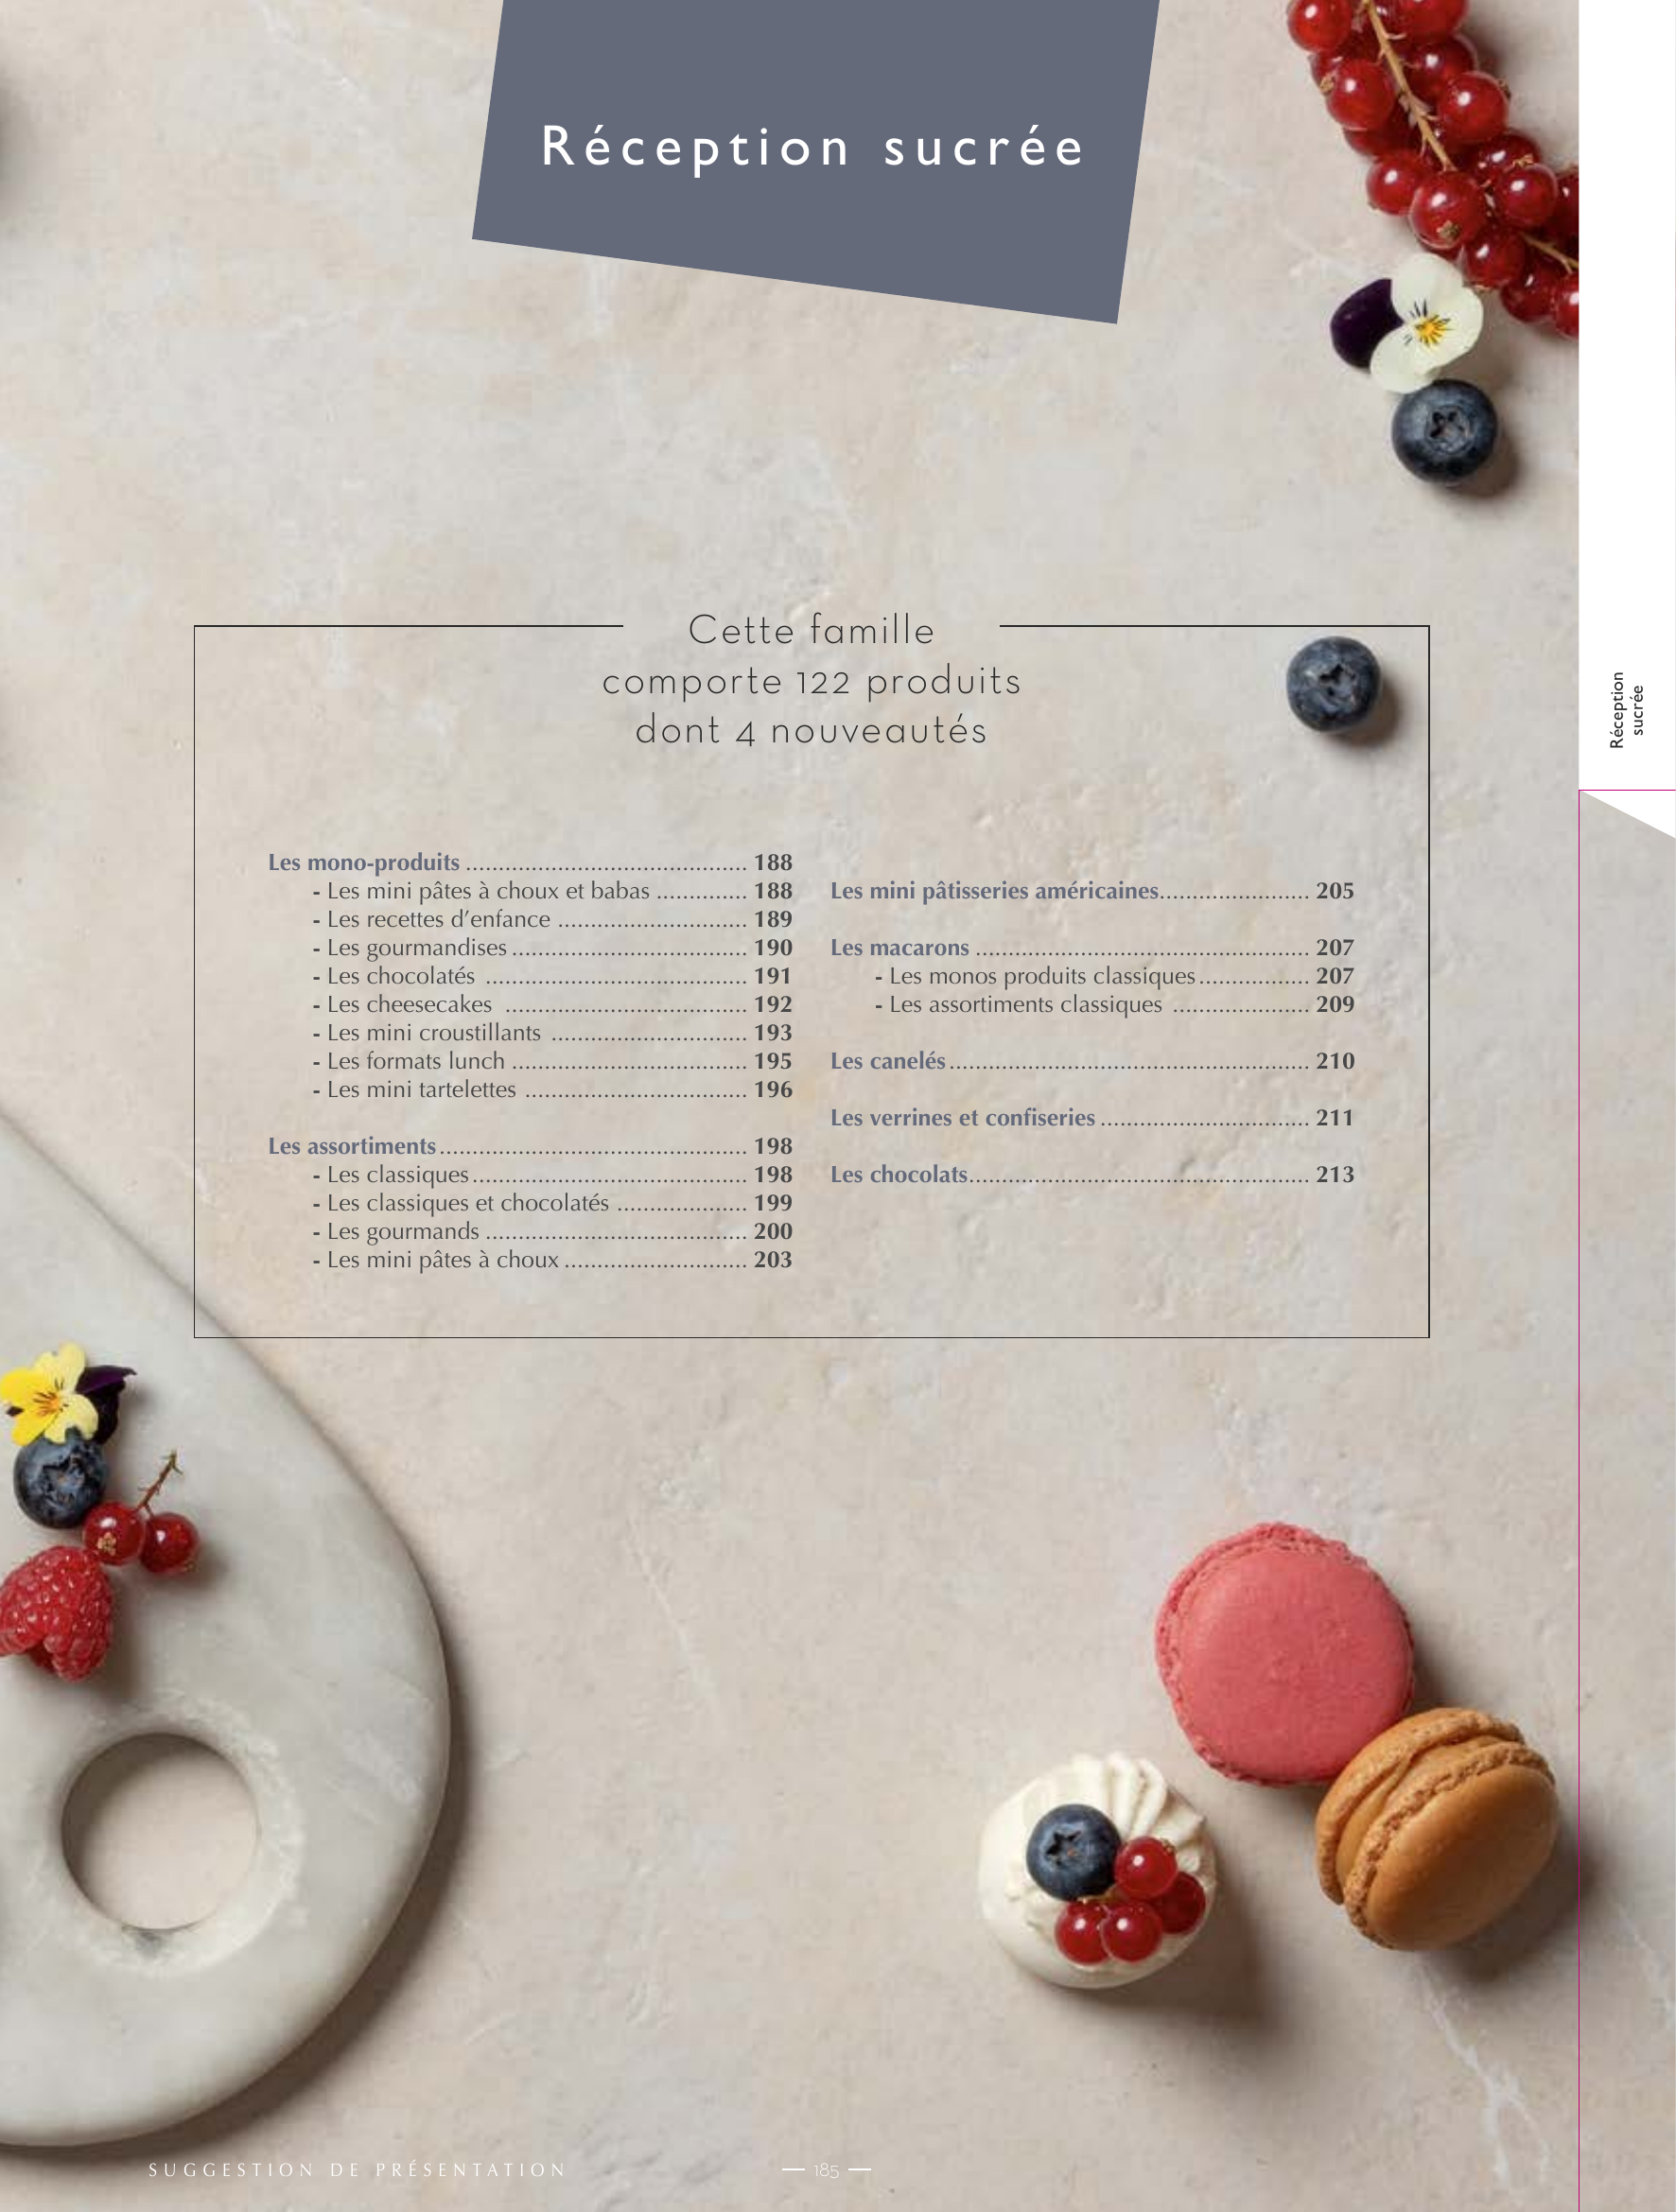 Réception sucrée
Cette famille
comporte 122 produits
dont 4 nouveautés
Les mono-produits ........................................... 188
- Les mini pâtes à choux et babas .............. 188
- Les recettes d’enfance ............................. 189
- Les gourmandises .................................... 190
- Les chocolatés ........................................ 191
- Les cheesecakes ..................................... 192
- Les mini croustillants .............................. 193
- Les formats lunch .................................... 195
- Les mini tartelettes .................................. 196
Les assortiments ............................................... 198
- Les classiques .......................................... 198
- Les classiques et chocolatés .................... 199
- Les gourmands ........................................ 200
- Les mini pâtes à choux ............................ 203
Les mini pâtisseries américaines....................... 205
Les macarons ................................................... 207
- Les monos produits classiques ................. 207
- Les assortiments classiques ..................... 209
Les canelés ....................................................... 210
Les verrines et confiseries ................................ 211
Les chocolats.................................................... 213
Réception
sucrée
SUGGESTION DE PRÉSENTATION
— 185 —